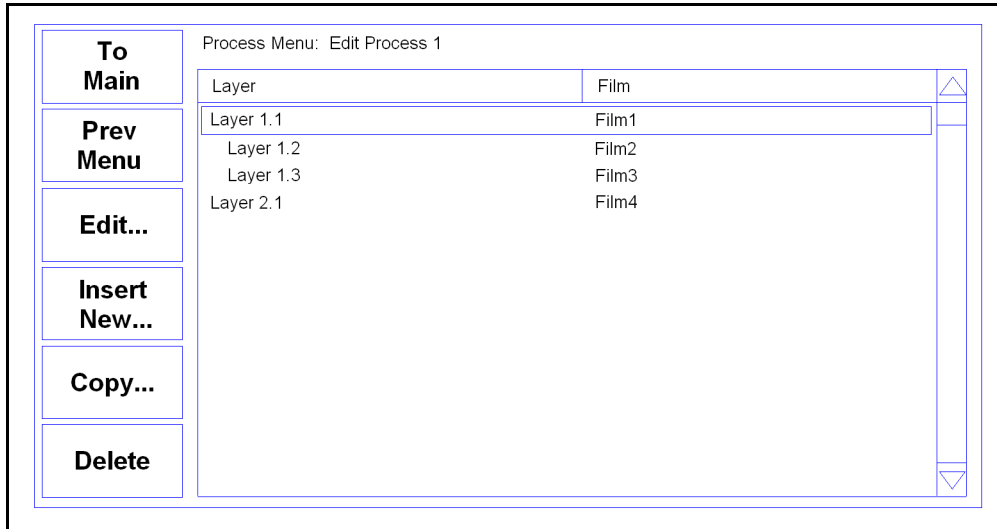 To
Main
Prev
Menu
Edit...
Insert
New...
Copy...
Delete
Process Menu:  Edit Process 1
Layer Film
Layer 1.1 Film1
Layer 1.2 Film2
Layer 1.3 Film3
Layer 2.1 Film4